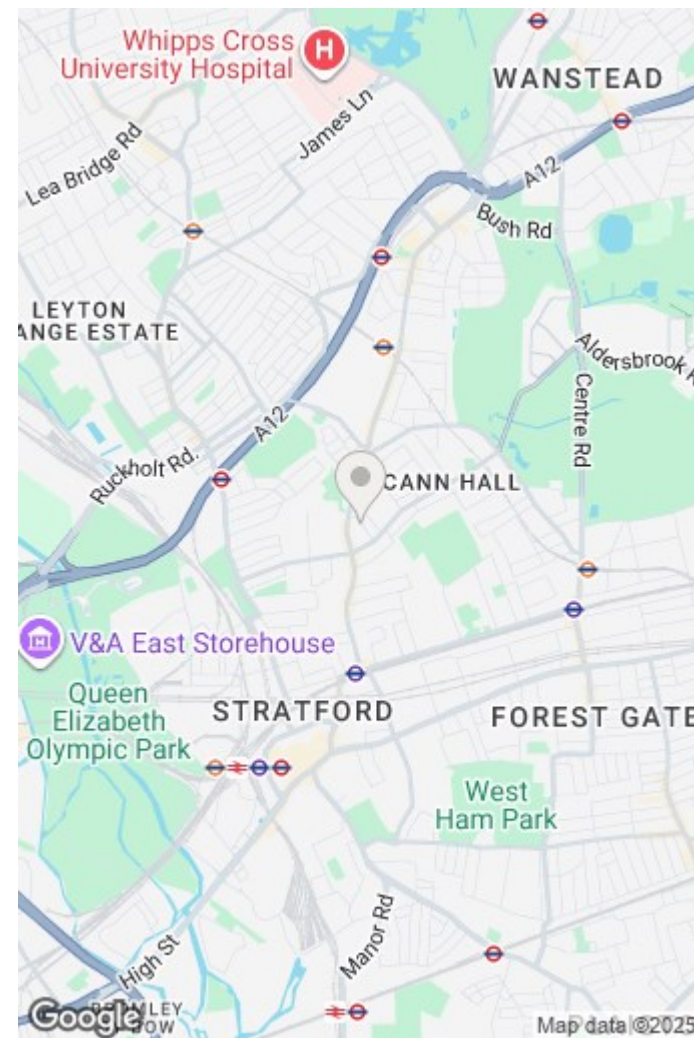 Whipps Cross
University Hospital
H
WANSTEAD
James Ln
Lea Bridge Rd
A12
Bush Rd
LEYTON
ANGE ESTATE
Aldersbrook
Centre Rd
A12
Ruckholt Rd.
CANN HALL
V&A East Storehouse
Queen
Elizabeth
Olympic Park
STRATFORD
FOREST GATE
West
Ham Park
Manor Rd
High St
Google
Map data ©2025